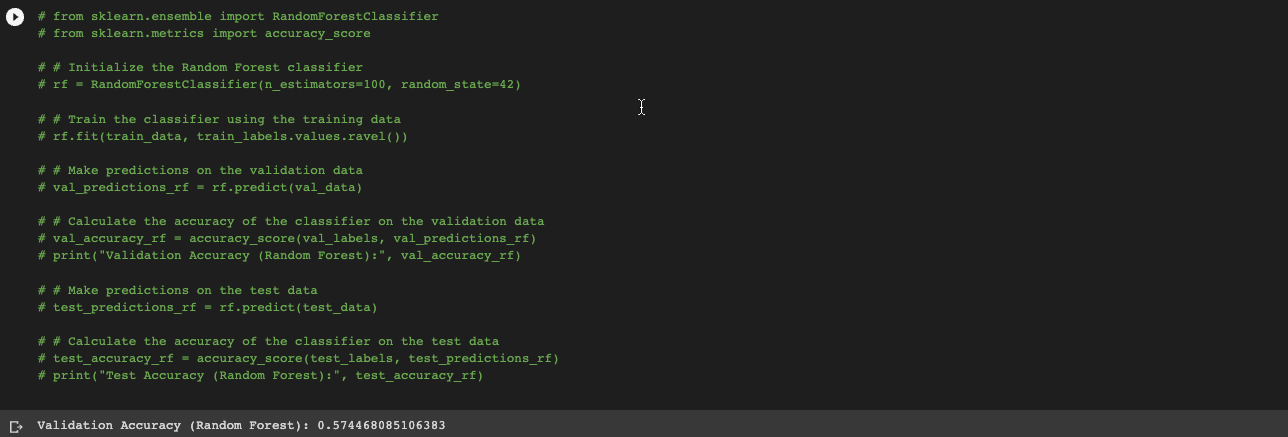 # from sklearn.ensemble import RandomForestClassifier
# from sklearn.metrics import accuracy_score
# # Initialize the Random Forest classifier
# rf = RandomForestClassifier(n_estimators=100, random_state=42)
# # Train the classifier using the training data
# rf.fit(train_data, train_labels.values.ravel())
# # Make predictions on the validation data
# val_predictions_rf = rf.predict(val_data)
# # Calculate the accuracy of the classifier on the validation data
# val_accuracy_rf = accuracy_score(val_labels, val_predictions_rf)
# print("Validation Accuracy (Random Forest):", val_accuracy_rf)
# # Make predictions on the test data
# test_predictions_rf = rf.predict(test_data)
# # Calculate the accuracy of the classifier on the test data
# test_accuracy_rf = accuracy_score(test_labels, test_predictions_rf)
# print("Test Accuracy (Random Forest):", test_accuracy_rf)
Validation Accuracy (Random Forest): 0.574468085106383